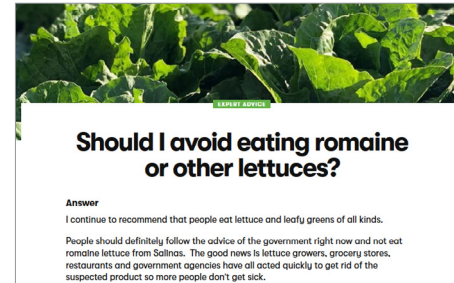 EXPERT ADVICE
Should I avoid eating romaine
or other lettuces?
Answer
I continue to recommend that people eat lettuce and leafy greens of all kinds.
People should definitely follow the advice of the government right now and not eat
romaine lettuce from Salinas.  The good news is lettuce growers, grocery stores,
restaurants and government agencies have all acted quickly to get rid of the
suspected product so more people don't get sick.